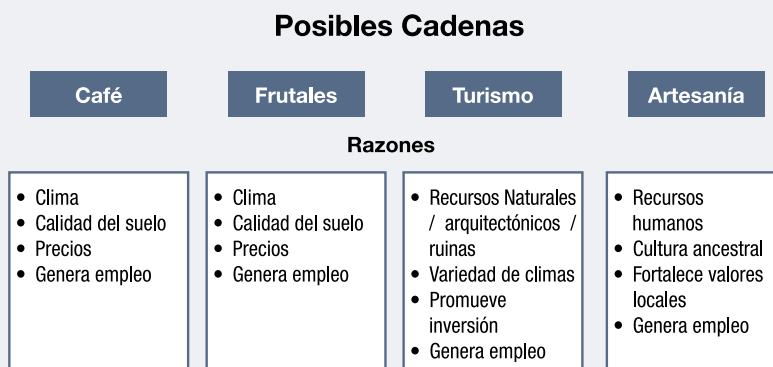 Posibles Cadenas
Café
Frutales
Turismo
Artesanía
Razones
• Clima
• Calidad del suelo
• Precios
• Genera empleo
• Clima
• Calidad del suelo
• Precios
• Genera empleo
• Recursos Naturales
/ arquitectónicos /
ruinas
• Variedad de climas
• Promueve
inversión
• Genera empleo
• Recursos
humanos
• Cultura ancestral
• Fortalece valores
locales
• Genera empleo